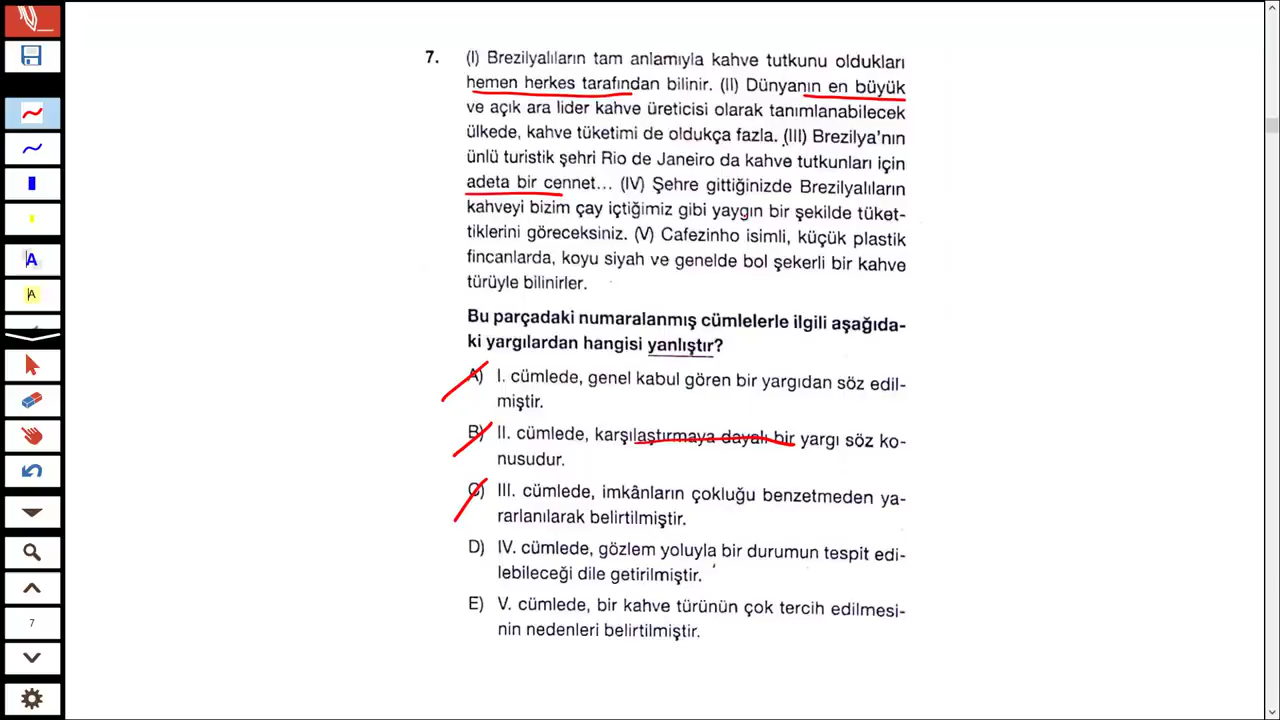 7. (I) Brezilyalıların tam anlamıyla kahve tutkunu oldukları
hemen herkes tarafından bilinir. (II) Dünyanın en büyük
ve açık ara lider kahve üreticisi olarak tanımlanabilecek
ülkede, kahve tüketimi de oldukça fazla. (III) Brezilya'nın
ünlü turistik şehri Rio de Janeiro da kahve tutkunları için
adeta bir cennet... (IV) Şehre gittiğinizde Brezilyalıların
kahveyi bizim çay içtiğimiz gibi yaygın bir şekilde tüket-
tiklerini göreceksiniz. (V) Cafezinho isimli, küçük plastik
fincanlarda, koyu siyah ve genelde bol şekerli bir kahve
türüyle bilinirler.
Bu parçadaki numaralanmış cümlelerle ilgili aşağıda-
ki yargılardan hangisi yanlıştır?
A) I. cümlede, genel kabul gören bir yargıdan söz edil-
miştir.
B) II. cümlede, karşılaştırmaya dayalı bir yargı söz ko-
nusudur.
C) III. cümlede, imkânların çokluğu benzetmeden ya-
rarlanılarak belirtilmiştir.
D) IV. cümlede, gözlem yoluyla bir durumun tespit edi-
lebileceği dile getirilmiştir.
E) V. cümlede, bir kahve türünün çok tercih edilmesi-
nin nedenleri belirtilmiştir.
A
A
7